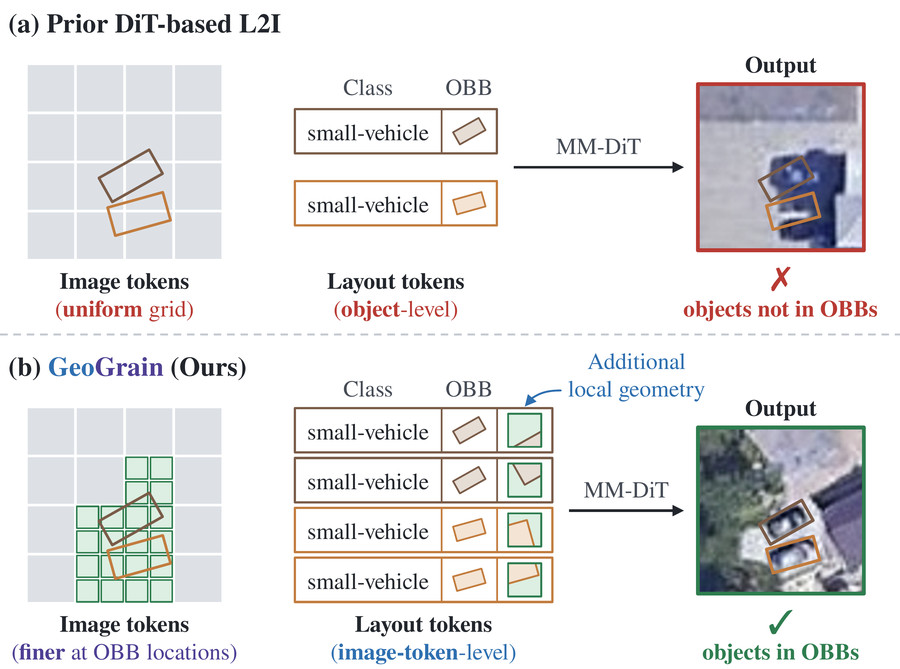 (a) Prior DiT-based L2I
Class OBB
small-vehicle
small-vehicle
MM-DiT
Output
Image tokens
(uniform grid)
Layout tokens
(object-level)
✗
objects not in OBBs
(b) GeoGrain (Ours)
Additional
local geometry
Class OBB
small-vehicle
small-vehicle
small-vehicle
small-vehicle
MM-DiT
Output
Image tokens
(finer at OBB locations)
Layout tokens
(image-token-level)
✓
objects in OBBs